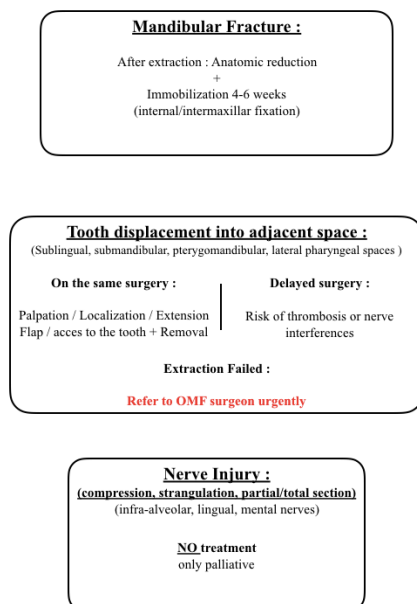 Mandibular Fracture :
After extraction : Anatomic reduction
+
Immobilization 4-6 weeks
(internal/intermaxillar fixation)
Tooth displacement into adjacent space :
(Sublingual, submandibular, pterygomandibular, lateral pharyngeal spaces )
On the same surgery :
Palpation / Localization / Extension
Flap / acces to the tooth + Removal
Delayed surgery :
Risk of thrombosis or nerve
interferences
Extraction Failed :
Refer to OMF surgeon urgently
Nerve Injury :
(compression, strangulation, partial/total section)
(infra-alveolar, lingual, mental nerves)
NO treatment
only palliative